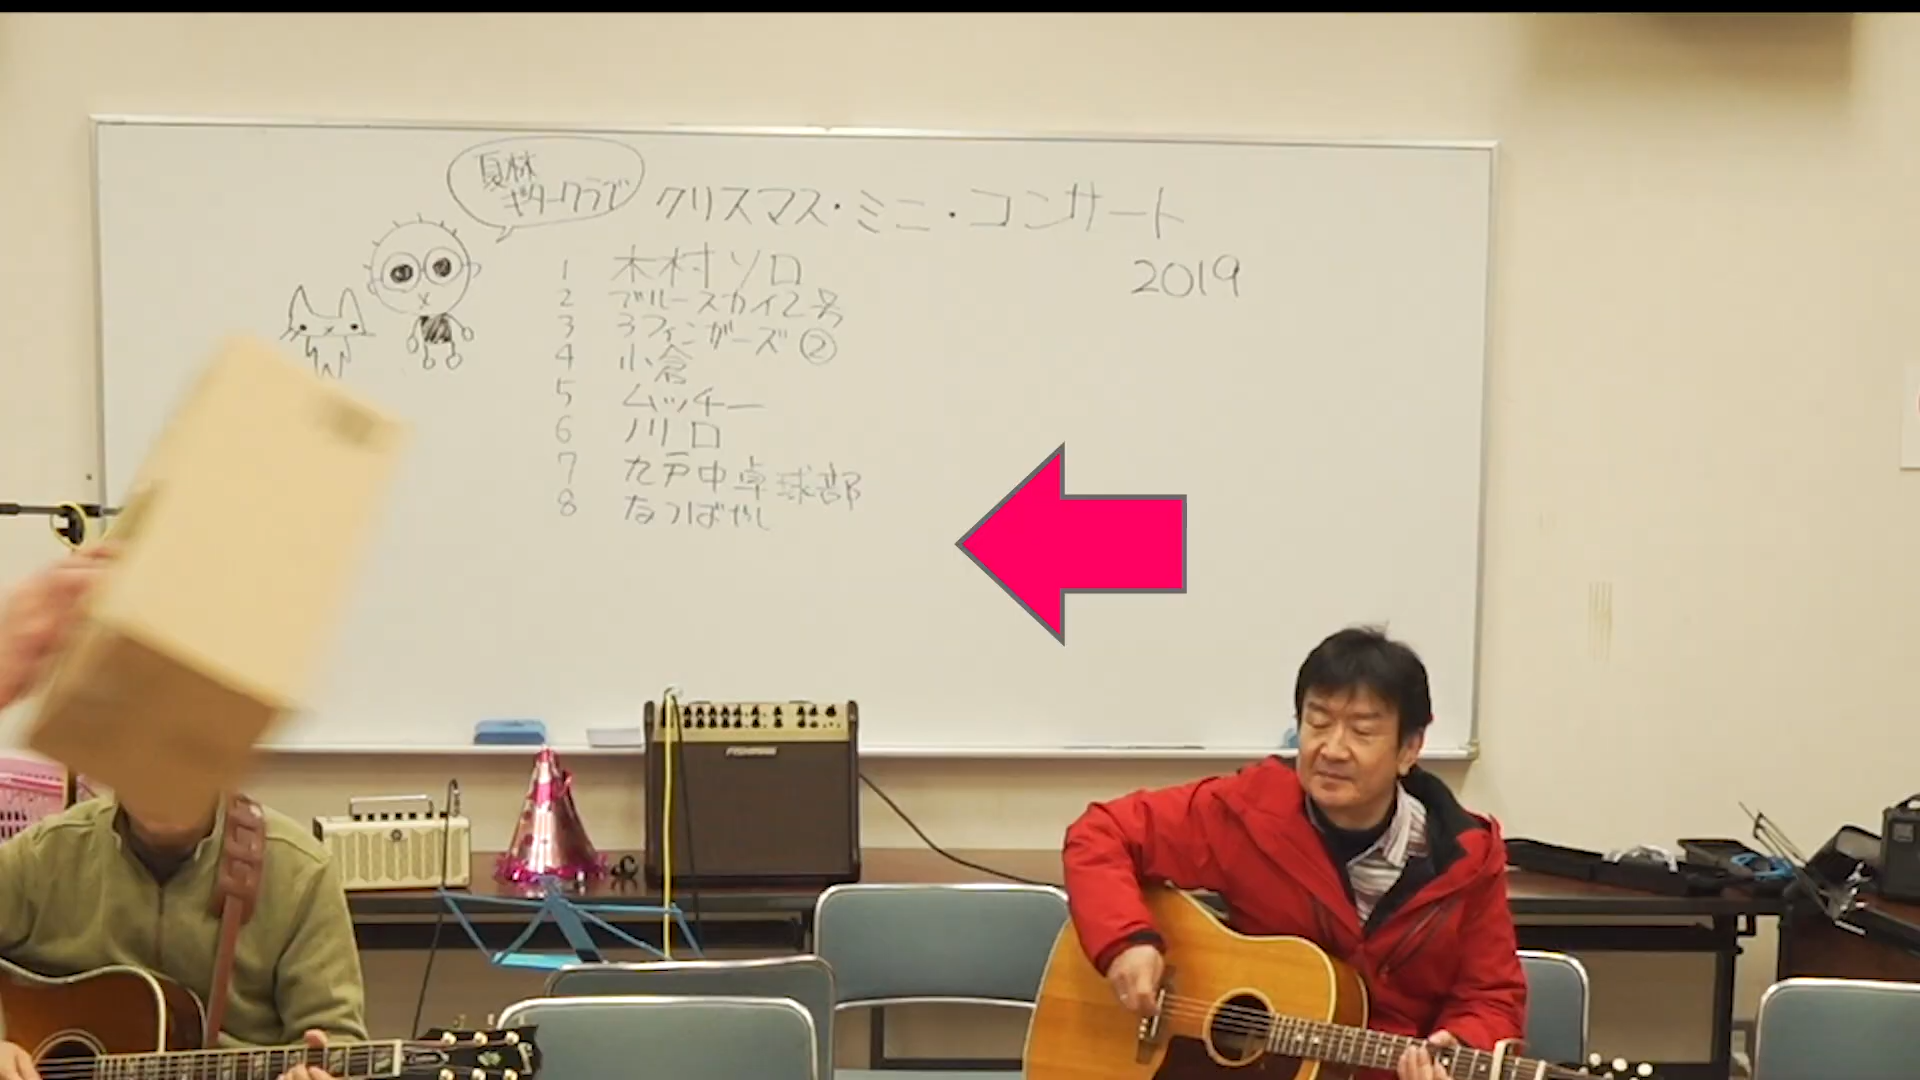 夏林
ギタークラブ
クリスマス・ミニ・コンサート
2019
1 木村ソロ
2 ブルースカイ2号
3 3フィンガーズ②
4 小倉
5 ムッチー
6 川口
7 九戸中卓球部
8 なつばやし
FISHMAN